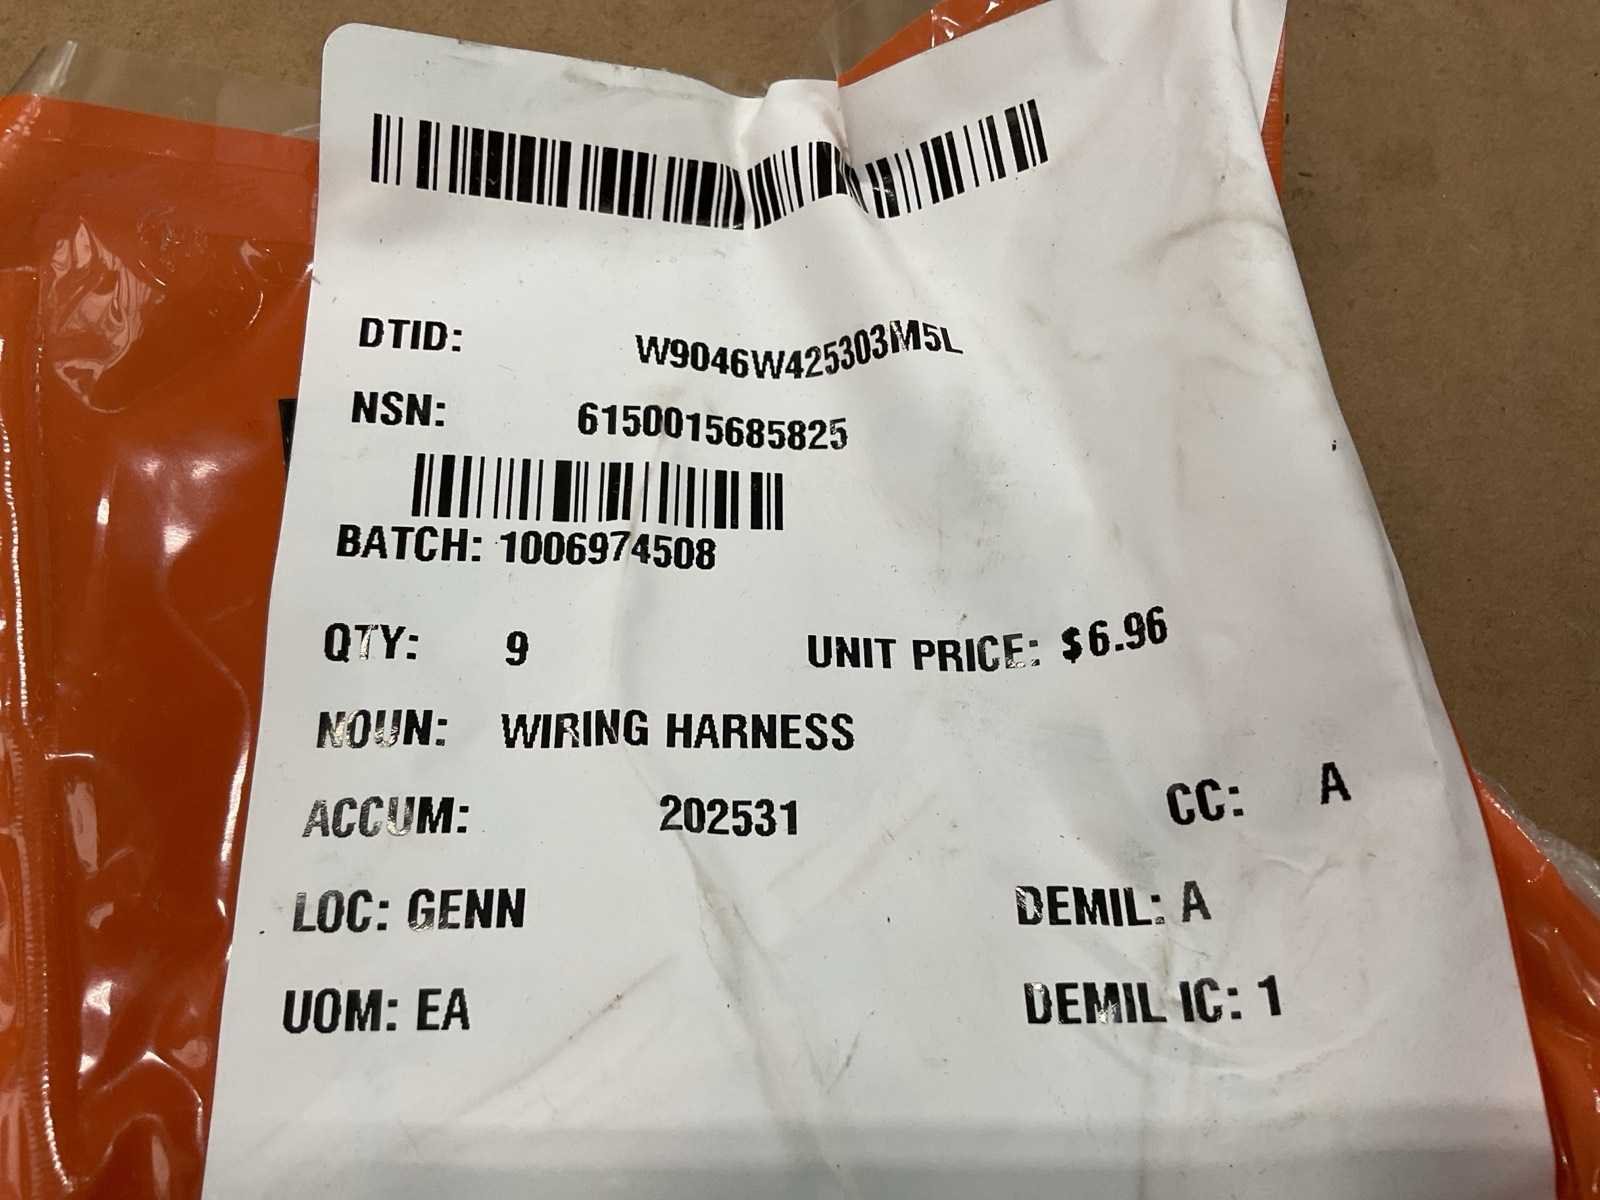 DTID: W9046W425303M5L
NSN: 6150015685825
BATCH: 1006974508
QTY: 9 UNIT PRICE: $6.96
NOUN: WIRING HARNESS
ACCUM: 202531
CC: A
LOC: GENN DEMIL: A
UOM: EA DEMIL IC: 1